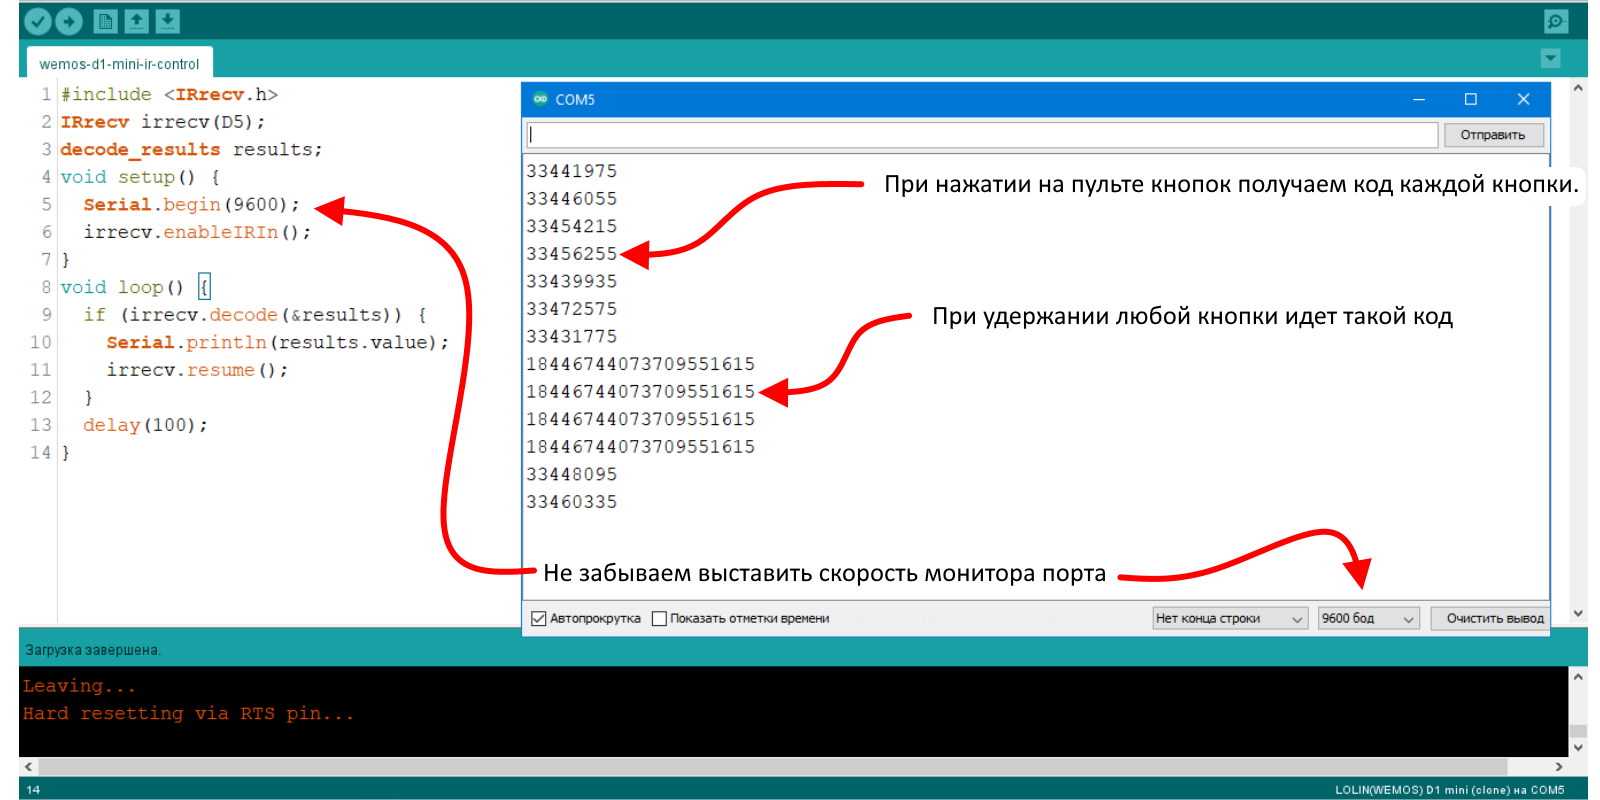 wemos-d1-mini-ir-control
1 #include <IRrecv.h>
2 IRrecv irrecv(D5);
3 decode_results results;
4 void setup() {
5 Serial.begin(9600);
6 irrecv.enableIRIn();
7 }
8 void loop() {
9 if (irrecv.decode(&results)) {
10 Serial.println(results.value);
11 irrecv.resume();
12 }
13 delay(100);
14 }
COM5
Отправить
33441975
33446055
33454215
33456255
33439935
33472575
33431775
18446744073709551615
18446744073709551615
18446744073709551615
18446744073709551615
33448095
33460335
При нажатии на пульте кнопок получаем код каждой кнопки.
При удержании любой кнопки идет такой код
Не забываем выставить скорость монитора порта
Автопрокрутка Показать отметки времени Нет конца строки 9600 бод Очистить вывод
Загрузка завершена.
Leaving...
Hard resetting via RTS pin...
14 LOLIN(WEMOS) D1 mini (clone) на COM5